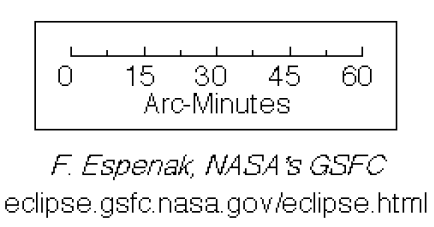 0 15 30 45 60
Arc-Minutes
F. Espenak, NASA's GSFC
eclipse.gsfc.nasa.gov/eclipse.html